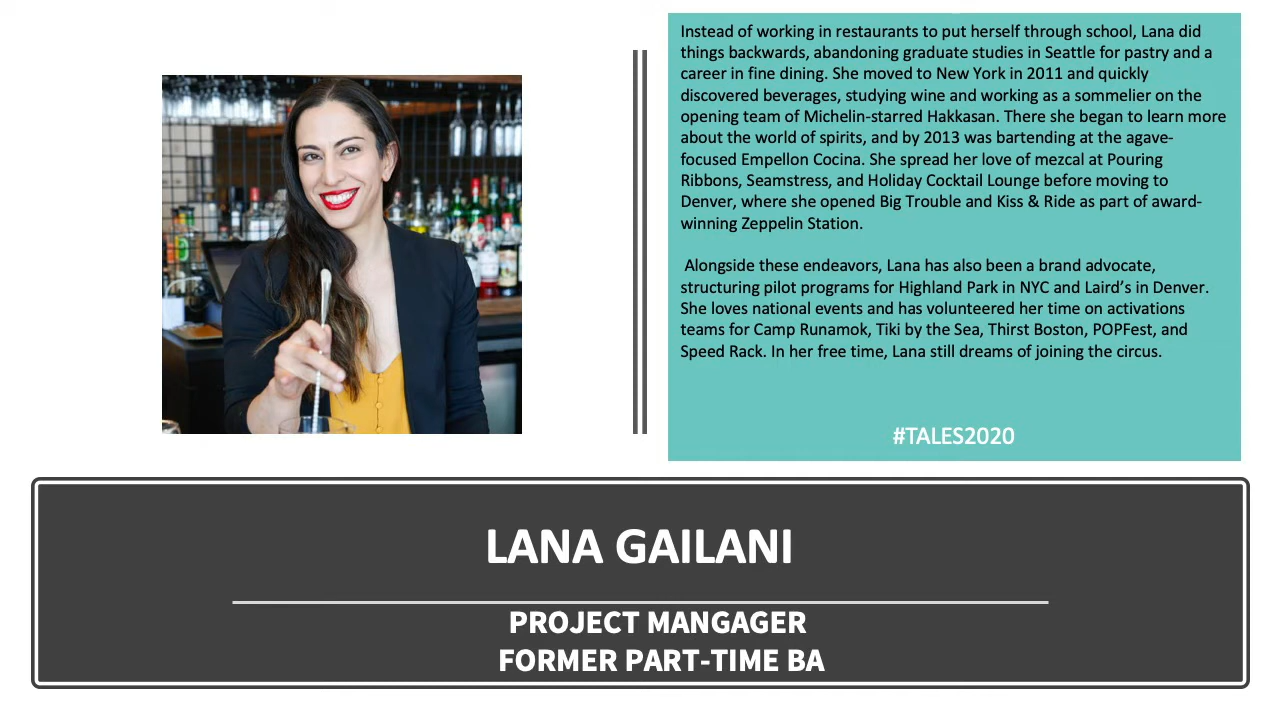 Instead of working in restaurants to put herself through school, Lana did
things backwards, abandoning graduate studies in Seattle for pastry and a
career in fine dining. She moved to New York in 2011 and quickly
discovered beverages, studying wine and working as a sommelier on the
opening team of Michelin-starred Hakkasan. There she began to learn more
about the world of spirits, and by 2013 was bartending at the agave-
focused Empellon Cocina. She spread her love of mezcal at Pouring
Ribbons, Seamstress, and Holiday Cocktail Lounge before moving to
Denver, where she opened Big Trouble and Kiss & Ride as part of award-
winning Zeppelin Station.
Alongside these endeavors, Lana has also been a brand advocate,
structuring pilot programs for Highland Park in NYC and Laird’s in Denver.
She loves national events and has volunteered her time on activations
teams for Camp Runamok, Tiki by the Sea, Thirst Boston, POPFest, and
Speed Rack. In her free time, Lana still dreams of joining the circus.
#TALES2020
LANA GAILANI
PROJECT MANGAGER
FORMER PART-TIME BA